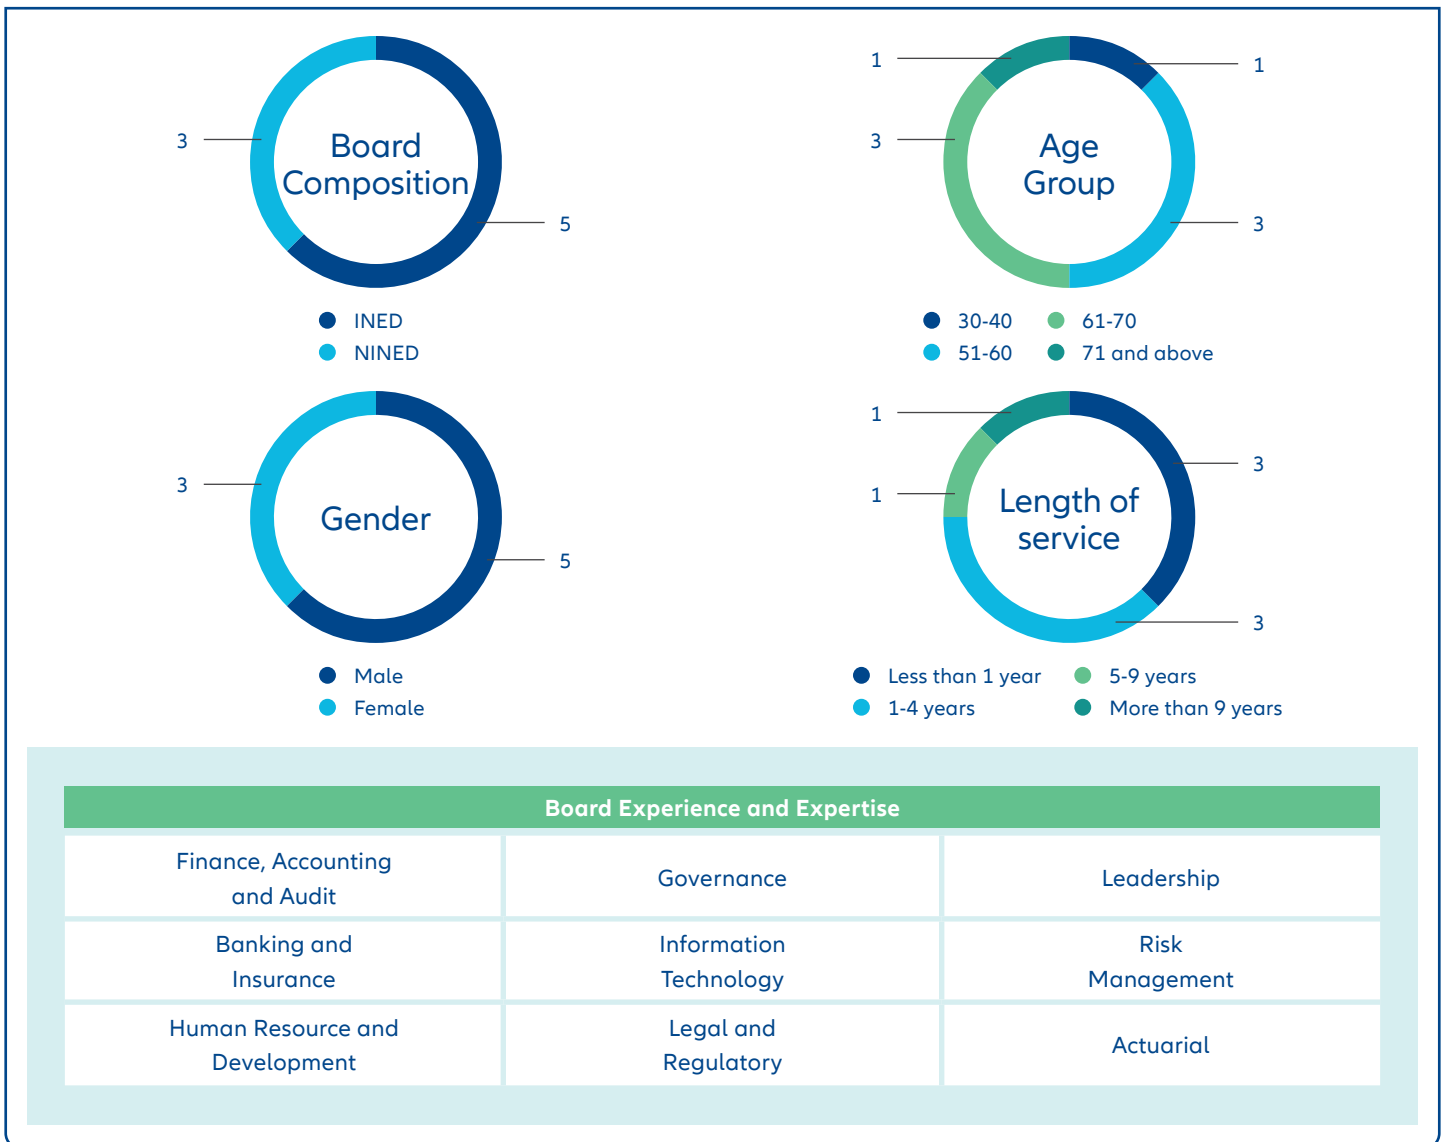 3
Board
Composition
5
INED
NINED
1
1
3
Age
Group
3
30-40
61-70
51-60
71 and above
3
Gender
5
Male
Female
1
3
1
Length of
service
3
Less than 1 year
5-9 years
1-4 years
More than 9 years
Board Experience and Expertise
Finance, Accounting
and Audit
Governance
Leadership
Banking and
Insurance
Information
Technology
Risk
Management
Human Resource and
Development
Legal and
Regulatory
Actuarial